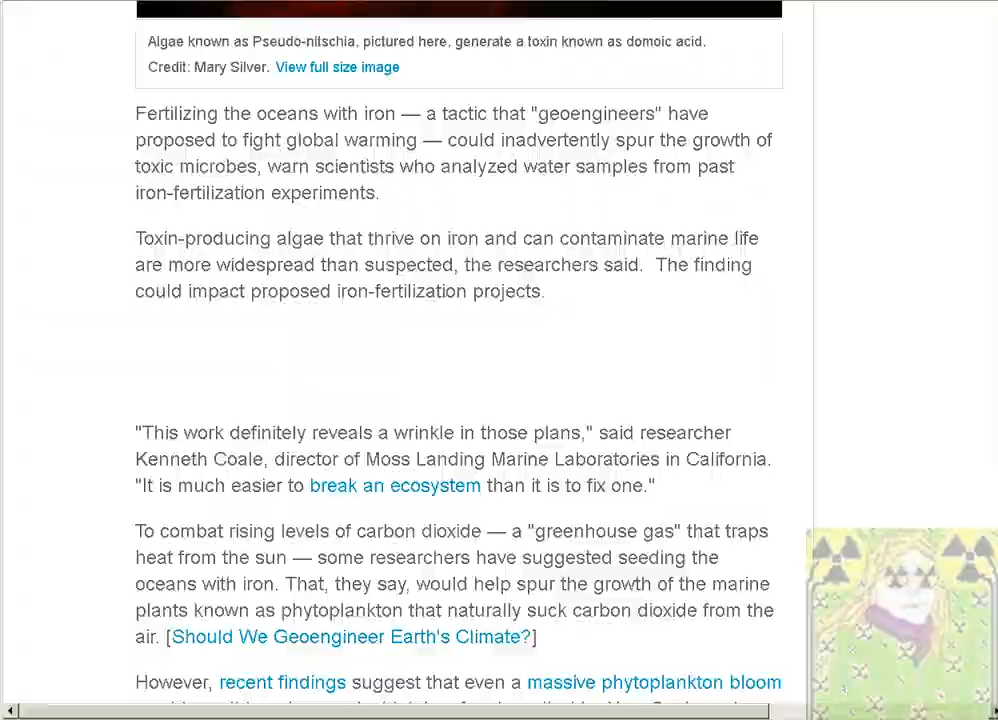 Algae known as Pseudo-nitschia, pictured here, generate a toxin known as domoic acid.
Credit: Mary Silver. View full size image
Fertilizing the oceans with iron — a tactic that "geoengineers" have
proposed to fight global warming — could inadvertently spur the growth of
toxic microbes, warn scientists who analyzed water samples from past
iron-fertilization experiments.
Toxin-producing algae that thrive on iron and can contaminate marine life
are more widespread than suspected, the researchers said. The finding
could impact proposed iron-fertilization projects.
"This work definitely reveals a wrinkle in those plans," said researcher
Kenneth Coale, director of Moss Landing Marine Laboratories in California.
"It is much easier to break an ecosystem than it is to fix one."
To combat rising levels of carbon dioxide — a "greenhouse gas" that traps
heat from the sun — some researchers have suggested seeding the
oceans with iron. That, they say, would help spur the growth of the marine
plants known as phytoplankton that naturally suck carbon dioxide from the
air. [Should We Geoengineer Earth's Climate?]
However, recent findings suggest that even a massive phytoplankton bloom